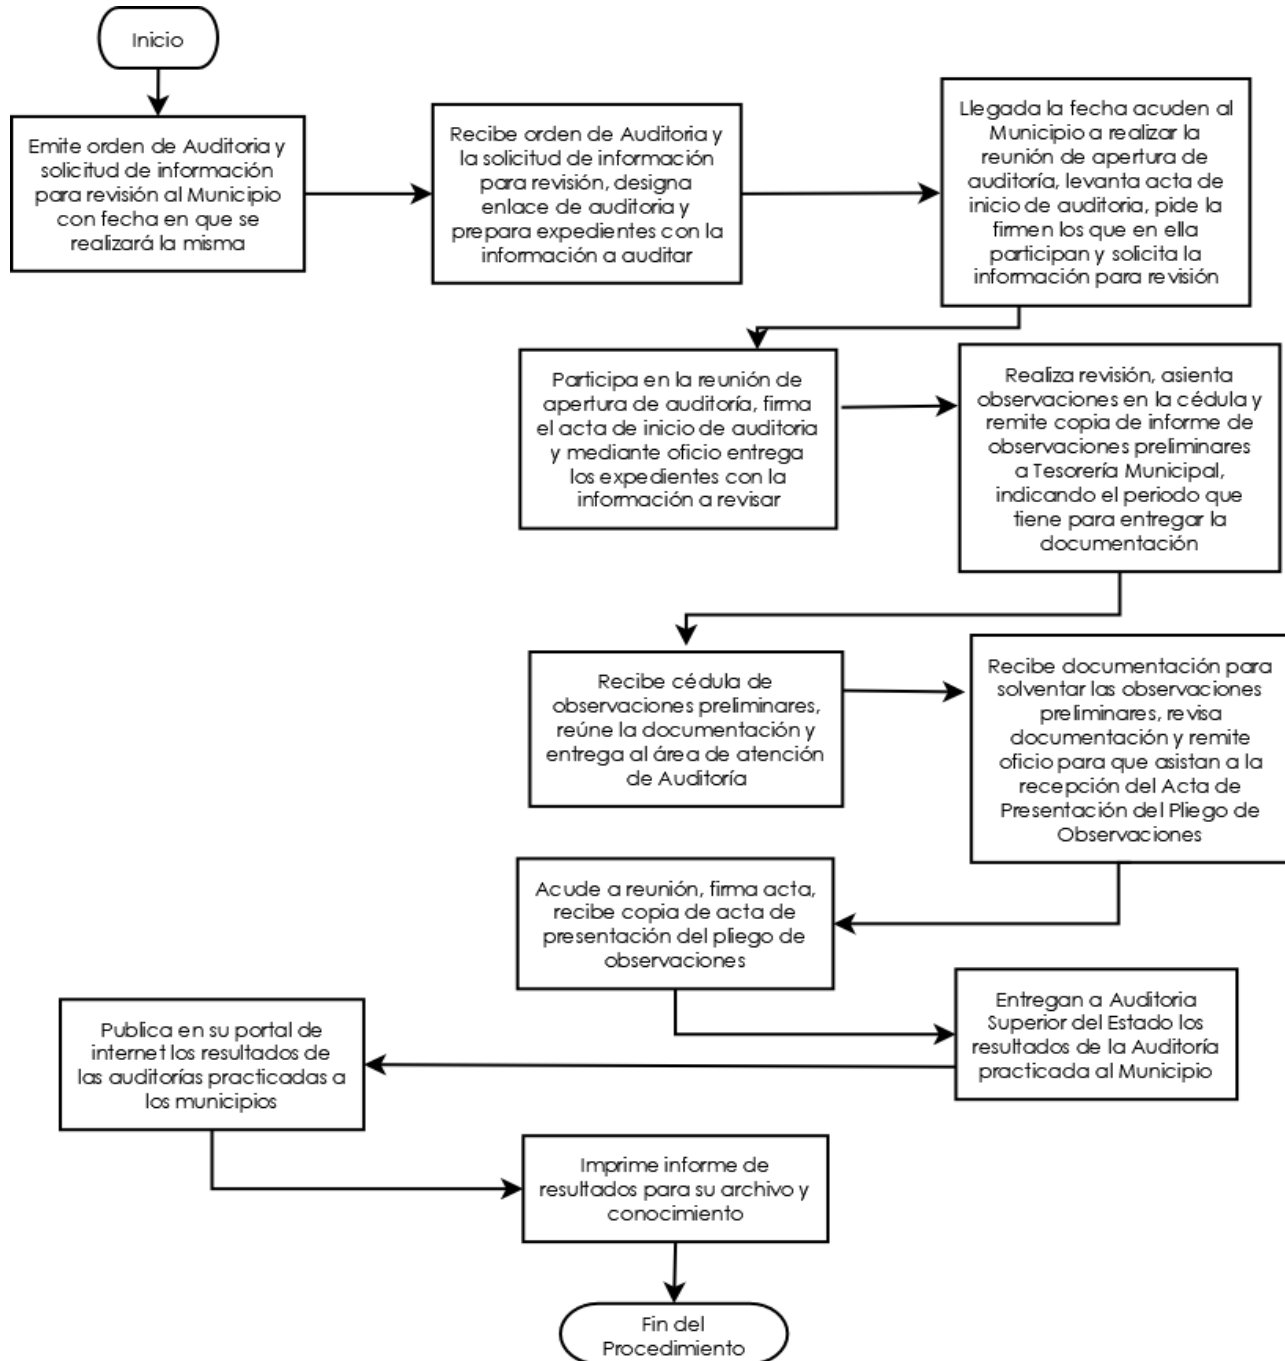 Inicio
Emite orden de Auditoria y
solicitud de información
para revisión al Municipio
con fecha en que se
realizará la misma
Recibe orden de Auditoria y
la solicitud de información
para revisión, designa
enlace de auditoria y
prepara expedientes con la
información a auditar
Llegada la fecha acuden al
Municipio a realizar la
reunión de apertura de
auditoría, levanta acta de
inicio de auditoria, pide la
firmen los que en ella
participan y solicita la
información para revisión
Participa en la reunión de
apertura de auditoría, firma
el acta de inicio de auditoria
y mediante oficio entrega
los expedientes con la
información a revisar
Realiza revisión, asienta
observaciones en la cédula y
remite copia de informe de
observaciones preliminares
a Tesorería Municipal,
indicando el periodo que
tiene para entregar la
documentación
Recibe cédula de
observaciones preliminares,
reúne la documentación y
entrega al área de atención
de Auditoría
Recibe documentación para
solventar las observaciones
preliminares, revisa
documentación y remite
oficio para que asistan a la
recepción del Acta de
Presentación del Pliego de
Observaciones
Acude a reunión, firma acta,
recibe copia de acta de
presentación del pliego de
observaciones
Entregan a Auditoria
Superior del Estado los
resultados de la Auditoría
practicada al Municipio
Publica en su portal de
internet los resultados de
las auditorías practicadas a
los municipios
Imprime informe de
resultados para su archivo y
conocimiento
Fin del
Procedimiento